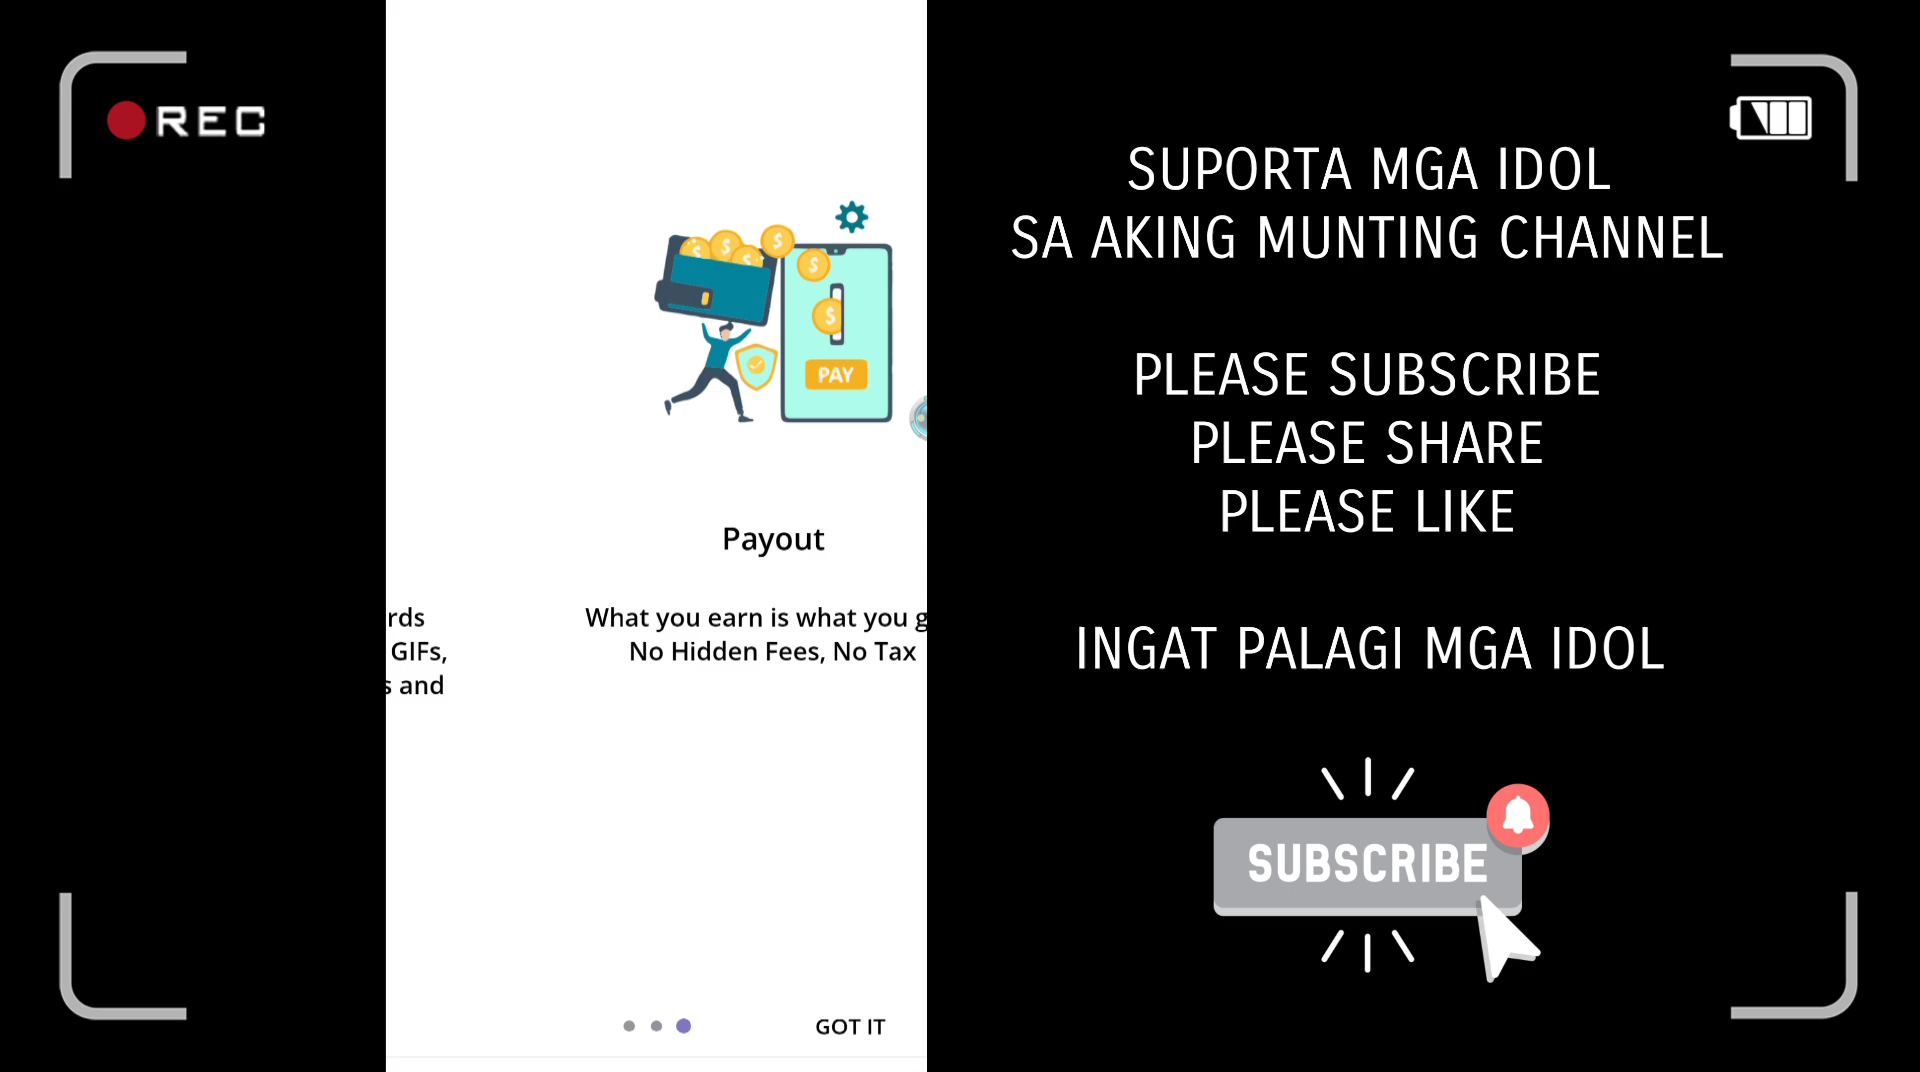 REC
PAY
Payout
rds
GIFs,
s and
What you earn is what you g
No Hidden Fees, No Tax
GOT IT
SUPORTA MGA IDOL
SA AKING MUNTING CHANNEL
PLEASE SUBSCRIBE
PLEASE SHARE
PLEASE LIKE
INGAT PALAGI MGA IDOL
SUBSCRIBE